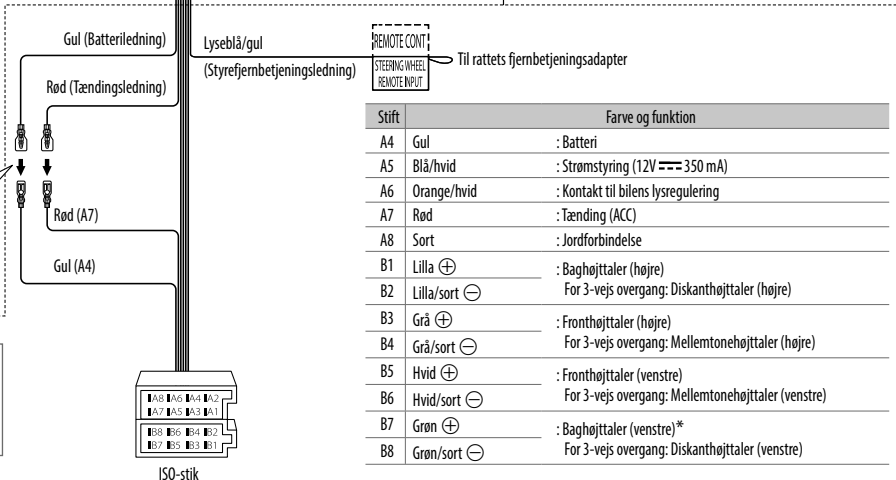 Gul (Batteriledning)
Rød (Tændingsledning)
Lyseblå/gul
(Styrefjernbetjeningsledning)
REMOTE CONT
STEERING WHEEL
REMOTE INPUT
Til rattets fjernbetjeningsadapter
Rød (A7)
Gul (A4)
A8 A6 A4 A2
A7 A5 A3 A1
B8 B6 B4 B2
B7 B5 B3 B1
ISO-stik
Stift Farve og funktion
A4 Gul : Batteri
A5 Blå/hvid : Strømstyring (12V ⎓ 350 mA)
A6 Orange/hvid : Kontakt til bilens lysregulering
A7 Rød : Tænding (ACC)
A8 Sort : Jordforbindelse
B1 Lilla ⊕ : Baghøjttaler (højre)
B2 Lilla/sort ⊖ For 3-vejs overgang: Diskanthøjttaler (højre)
B3 Grå ⊕ : Fronthøjttaler (højre)
B4 Grå/sort ⊖ For 3-vejs overgang: Mellemtonehøjttaler (højre)
B5 Hvid ⊕ : Fronthøjttaler (venstre)
B6 Hvid/sort ⊖ For 3-vejs overgang: Mellemtonehøjttaler (venstre)
B7 Grøn ⊕ : Baghøjttaler (venstre)*
B8 Grøn/sort ⊖ For 3-vejs overgang: Diskanthøjttaler (venstre)